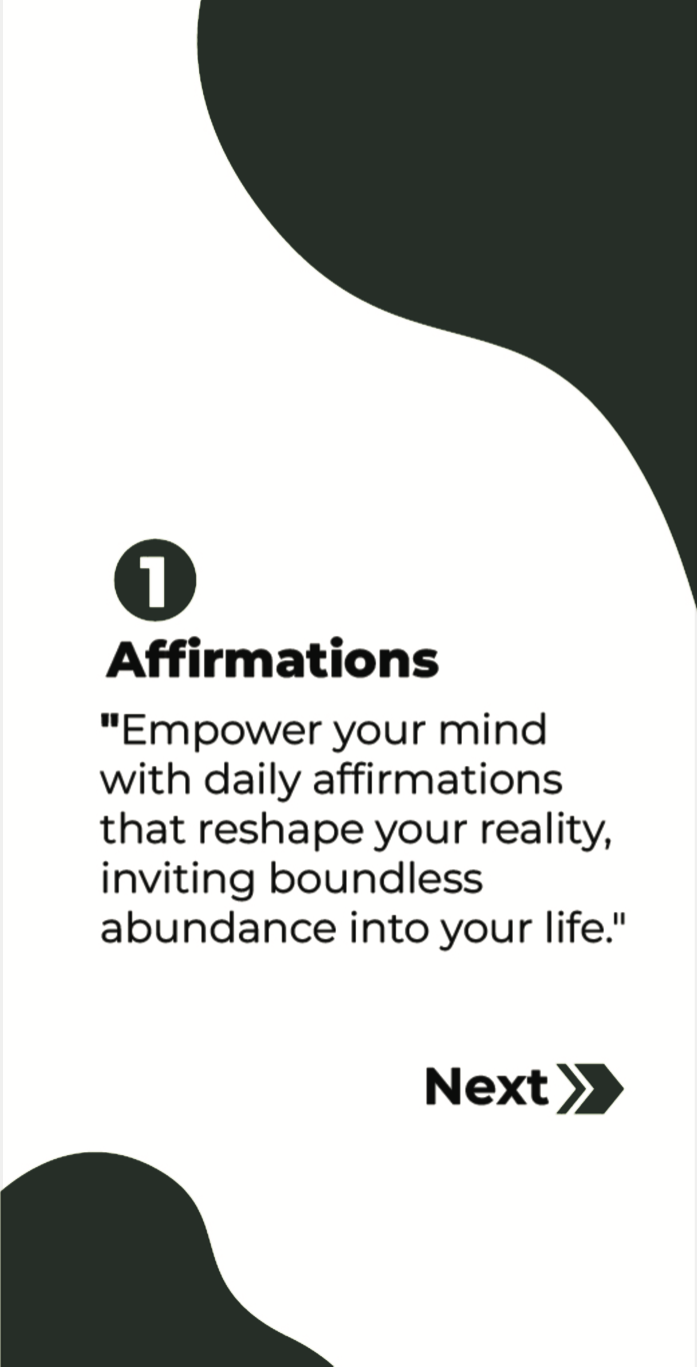 1
Affirmations
"Empower your mind
with daily affirmations
that reshape your reality,
inviting boundless
abundance into your life."
Next